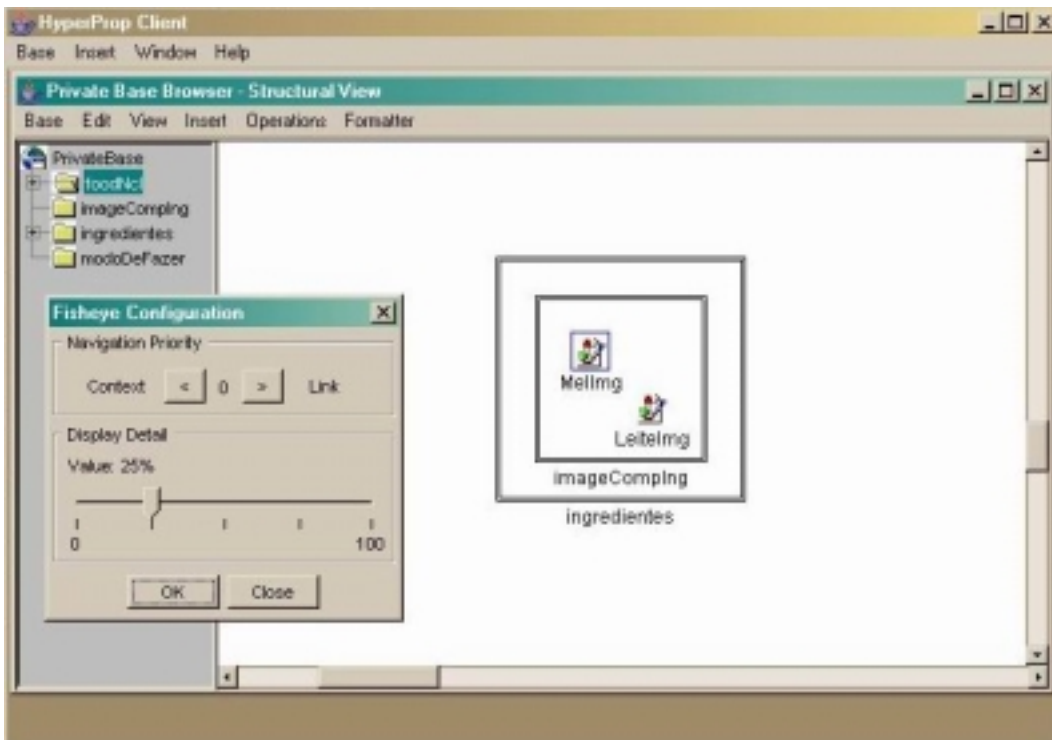 HyperProp Client
Base Insert Window Help
Private Base Browser - Structural View
Base Edit View Insert Operations Formatter
PrivateBase
foodNcl
imageCompIng
ingredientes
modoDeFazer
Fisheye Configuration
Navigation Priority
Context < 0 > Link
Display Detail
Value: 25%
0 100
OK Close
MelImg
LeiteImg
imageCompIng
ingredientes